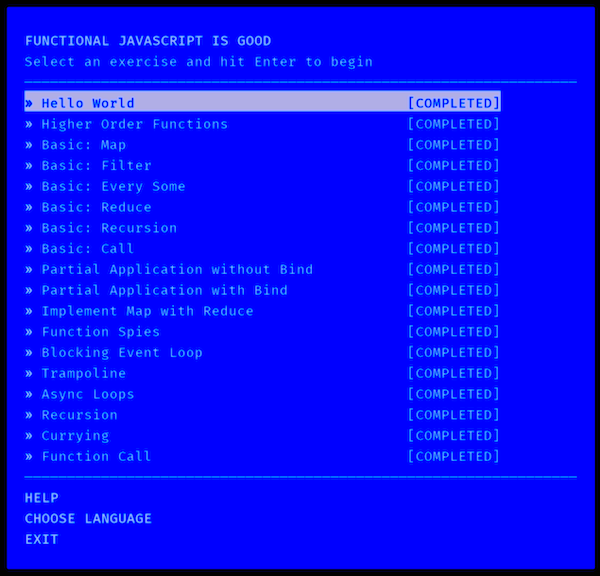 FUNCTIONAL JAVASCRIPT IS GOOD
Select an exercise and hit Enter to begin
» Hello World [COMPLETED]
» Higher Order Functions [COMPLETED]
» Basic: Map [COMPLETED]
» Basic: Filter [COMPLETED]
» Basic: Every Some [COMPLETED]
» Basic: Reduce [COMPLETED]
» Basic: Recursion [COMPLETED]
» Basic: Call [COMPLETED]
» Partial Application without Bind [COMPLETED]
» Partial Application with Bind [COMPLETED]
» Implement Map with Reduce [COMPLETED]
» Function Spies [COMPLETED]
» Blocking Event Loop [COMPLETED]
» Trampoline [COMPLETED]
» Async Loops [COMPLETED]
» Recursion [COMPLETED]
» Currying [COMPLETED]
» Function Call [COMPLETED]
HELP
CHOOSE LANGUAGE
EXIT